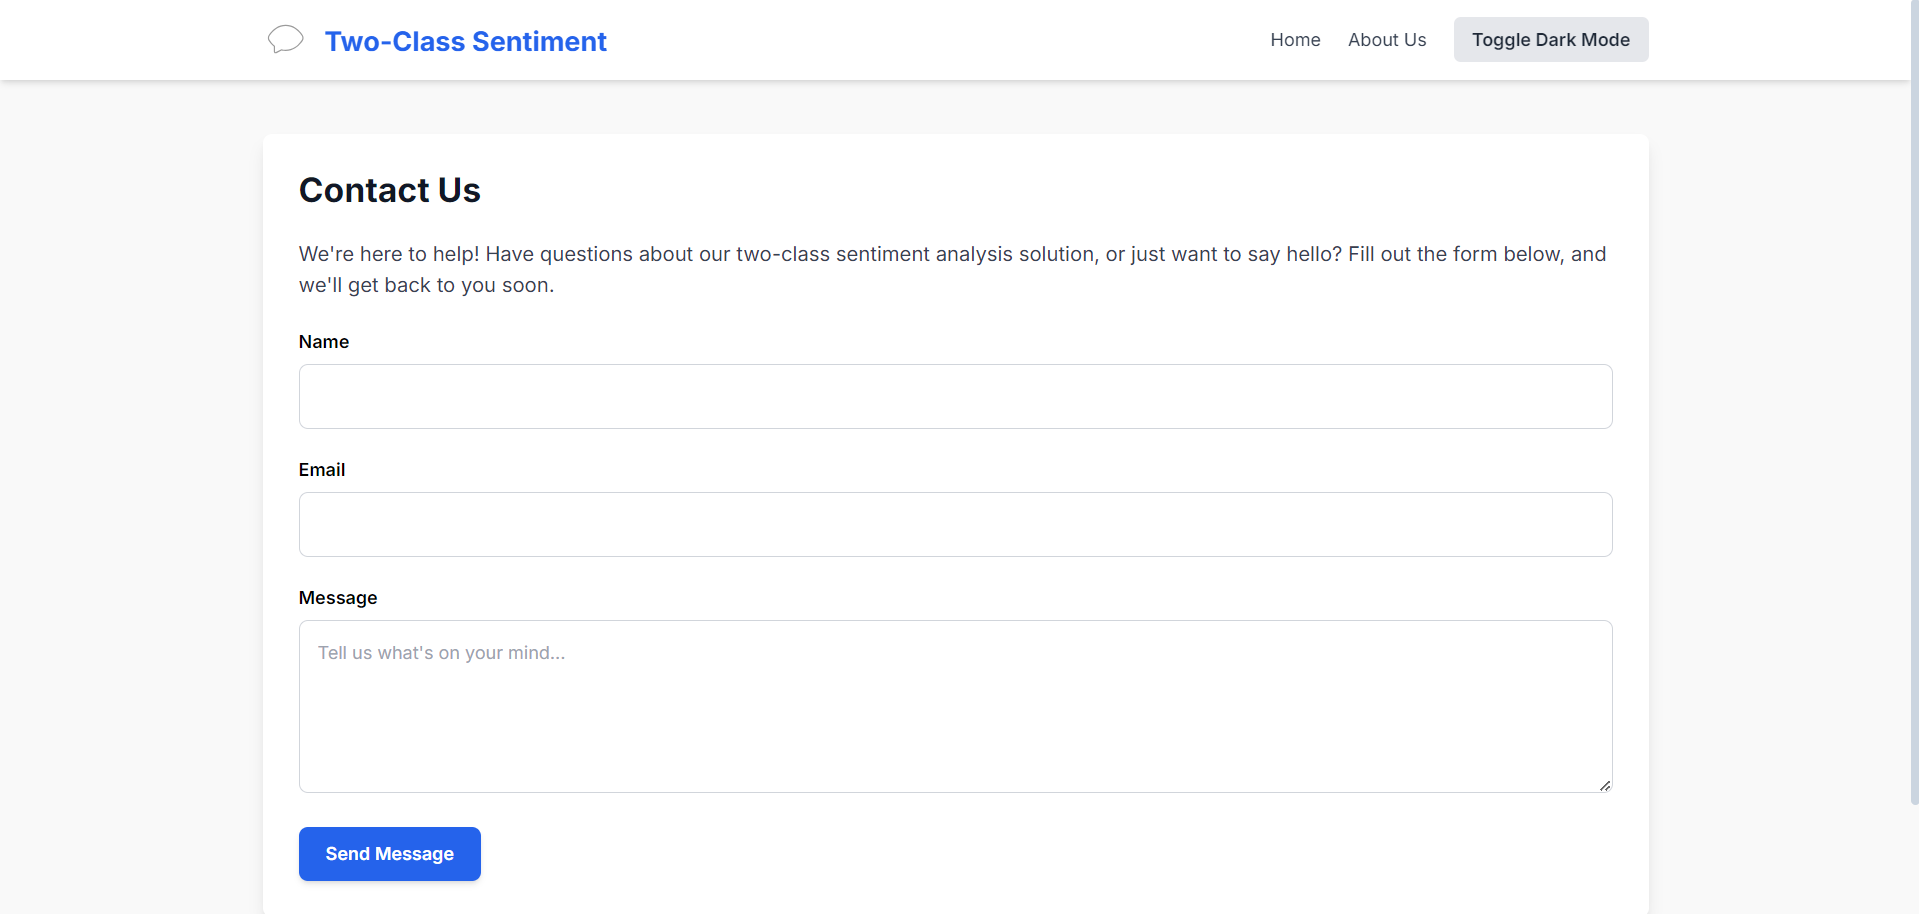 Two-Class Sentiment
Home
About Us
Toggle Dark Mode
Contact Us
We're here to help! Have questions about our two-class sentiment analysis solution, or just want to say hello? Fill out the form below, and
we'll get back to you soon.
Name
Email
Message
Tell us what's on your mind...
Send Message